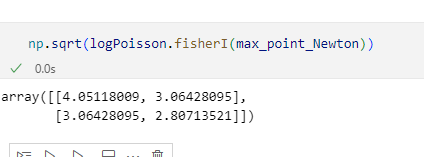 np.sqrt(logPoisson.fisherI(max_point_Newton))
0.0s
array([[4.05118009, 3.06428095],
[3.06428095, 2.80713521]])